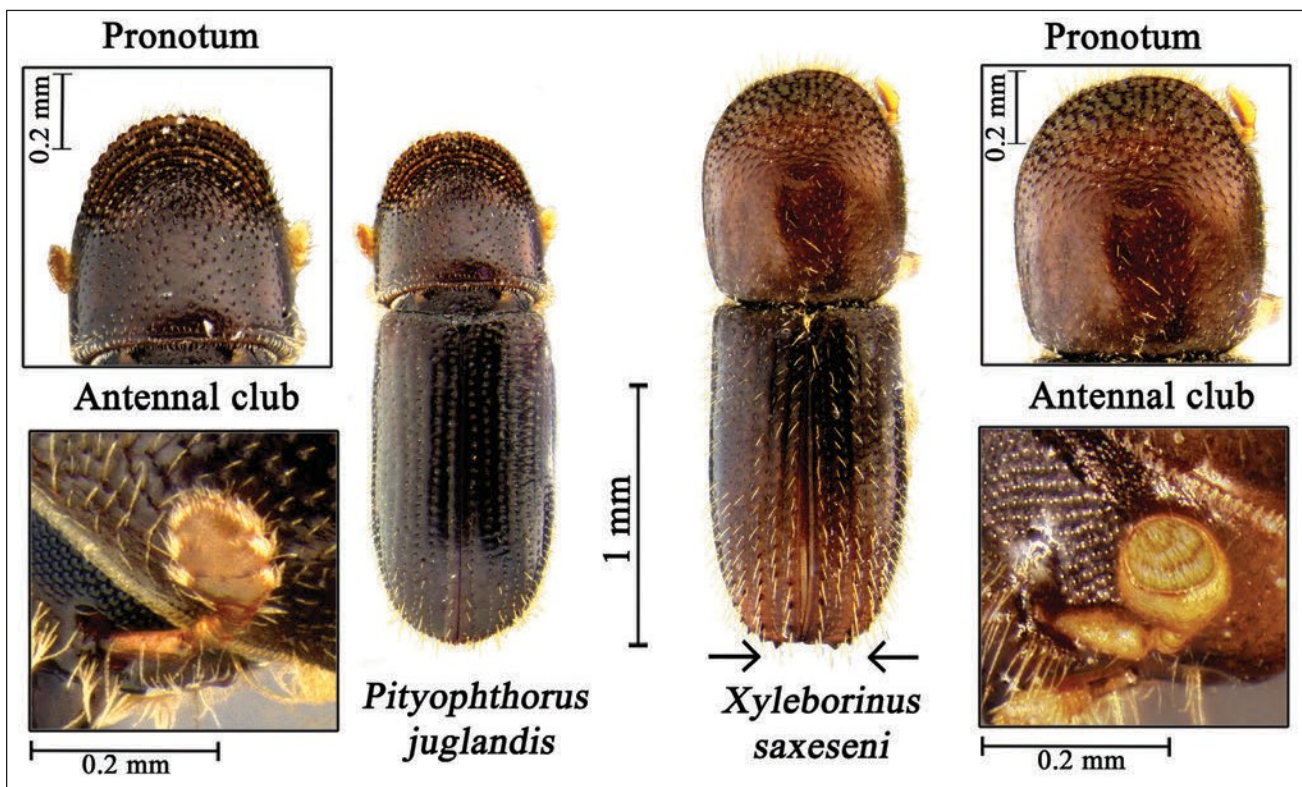 Pronotum
0.2 mm
Antennal club
0.2 mm
Pityophthorus
juglandis
1 mm
Xyleborinus
saxeseni
Pronotum
0.2 mm
Antennal club
0.2 mm